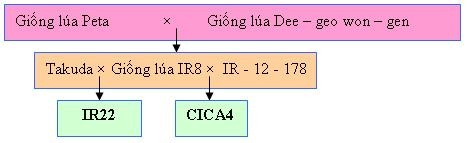 Giống lúa Peta × Giống lúa Dee – geo won – gen
Takuda × Giống lúa IR8 × IR - 12 - 178
IR22 CICA4